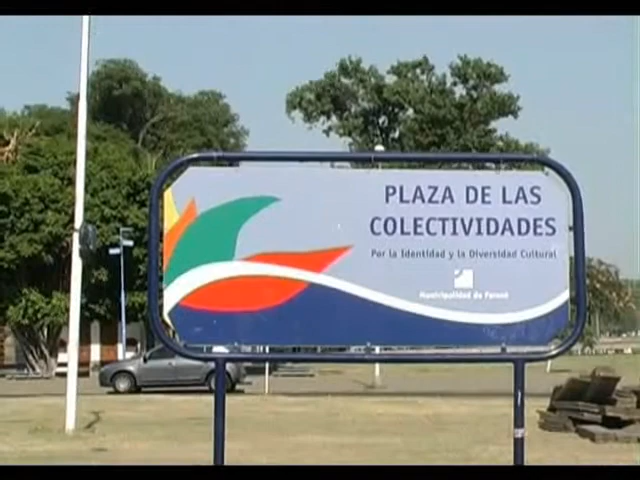 PLAZA DE LAS
COLECTIVIDADES
Por la Identidad y la Diversidad Cultural
Municipalidad de Paraná